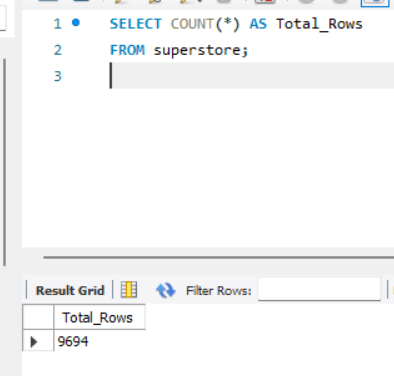 1 SELECT COUNT(*) AS Total_Rows
2 FROM superstore;
3
Result Grid Filter Rows:
Total_Rows
9694